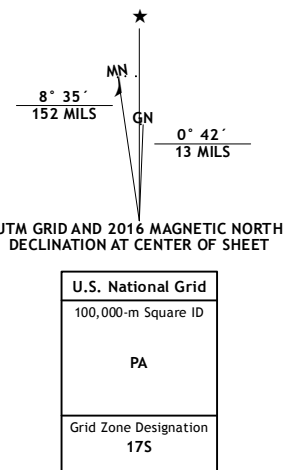 ★
MN
GN
8° 35´
152 MILS
0° 42´
13 MILS
UTM GRID AND 2016 MAGNETIC NORTH
DECLINATION AT CENTER OF SHEET
U.S. National Grid
100,000-m Square ID
PA
Grid Zone Designation
17S